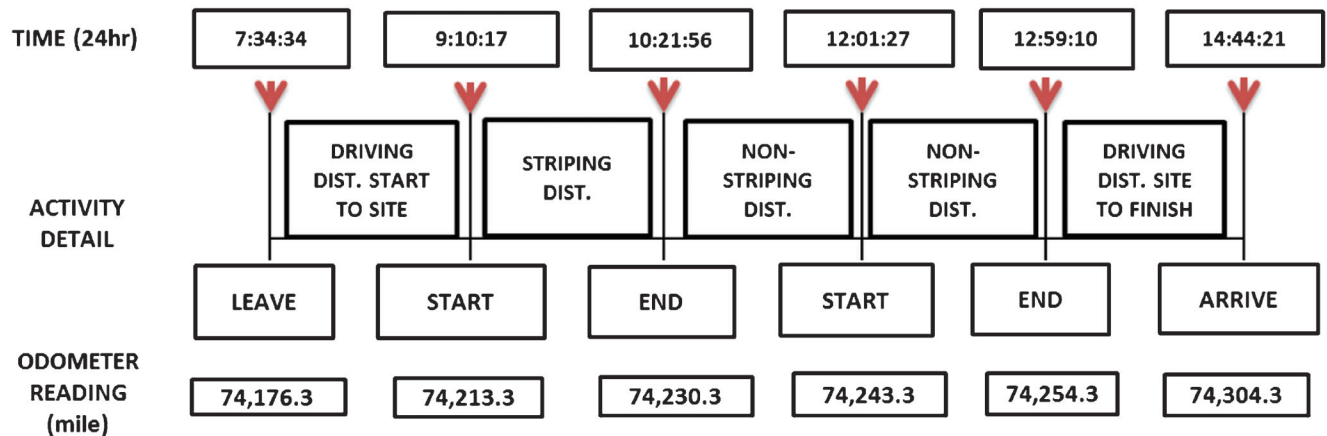 TIME (24hr)
7:34:34
9:10:17
10:21:56
12:01:27
12:59:10
14:44:21
ACTIVITY
DETAIL
DRIVING
DIST. START
TO SITE
STRIPING
DIST.
NON-
STRIPING
DIST.
NON-
STRIPING
DIST.
DRIVING
DIST. SITE
TO FINISH
LEAVE
START
END
START
END
ARRIVE
ODOMETER
READING
(mile)
74,176.3
74,213.3
74,230.3
74,243.3
74,254.3
74,304.3